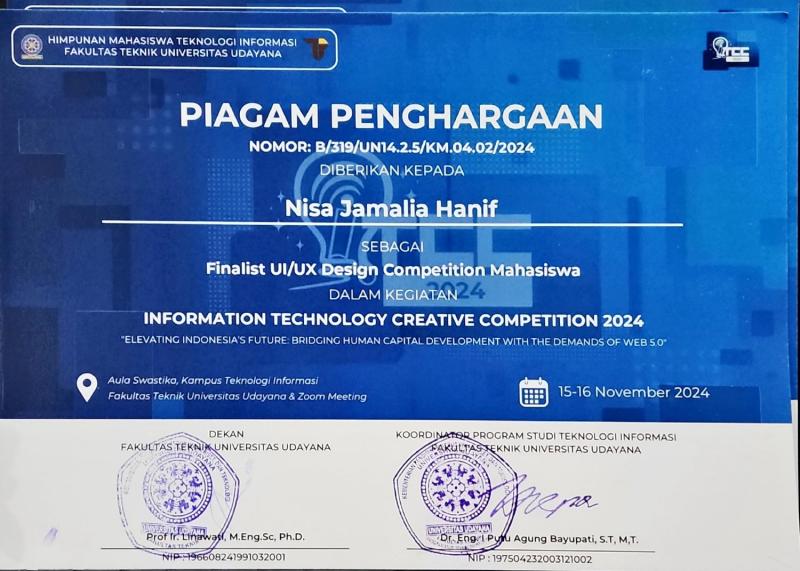 HIMPUNAN MAHASISWA TEKNOLOGI INFORMASI
FAKULTAS TEKNIK UNIVERSITAS UDAYANA
ITCC
PIAGAM PENGHARGAAN
NOMOR: B/319/UN14.2.5/KM.04.02/2024
DIBERIKAN KEPADA
Nisa Jamalia Hanif
SEBAGAI
Finalist UI/UX Design Competition Mahasiswa
2024
DALAM KEGIATAN
INFORMATION TECHNOLOGY CREATIVE COMPETITION 2024
"ELEVATING INDONESIA'S FUTURE: BRIDGING HUMAN CAPITAL DEVELOPMENT WITH THE DEMANDS OF WEB 5.0"
Aula Swastika, Kampus Teknologi Informasi
Fakultas Teknik Universitas Udayana & Zoom Meeting
15-16 November 2024
DEKAN
FAKULTAS TEKNIK UNIVERSITAS UDAYANA
UNIVERSITAS UDAYANA
Prof Ir. Linawati, M.Eng.Sc, Ph.D.
NIP : 196608241991032001
KOORDINATOR PROGRAM STUDI TEKNOLOGI INFORMASI
FAKULTAS TEKNIK UNIVERSITAS UDAYANA
UNIVERSITAS UDAYANA
Dr. Eng. I Putu Agung Bayupati, S.T, M,T.
NIP : 197504232003121002